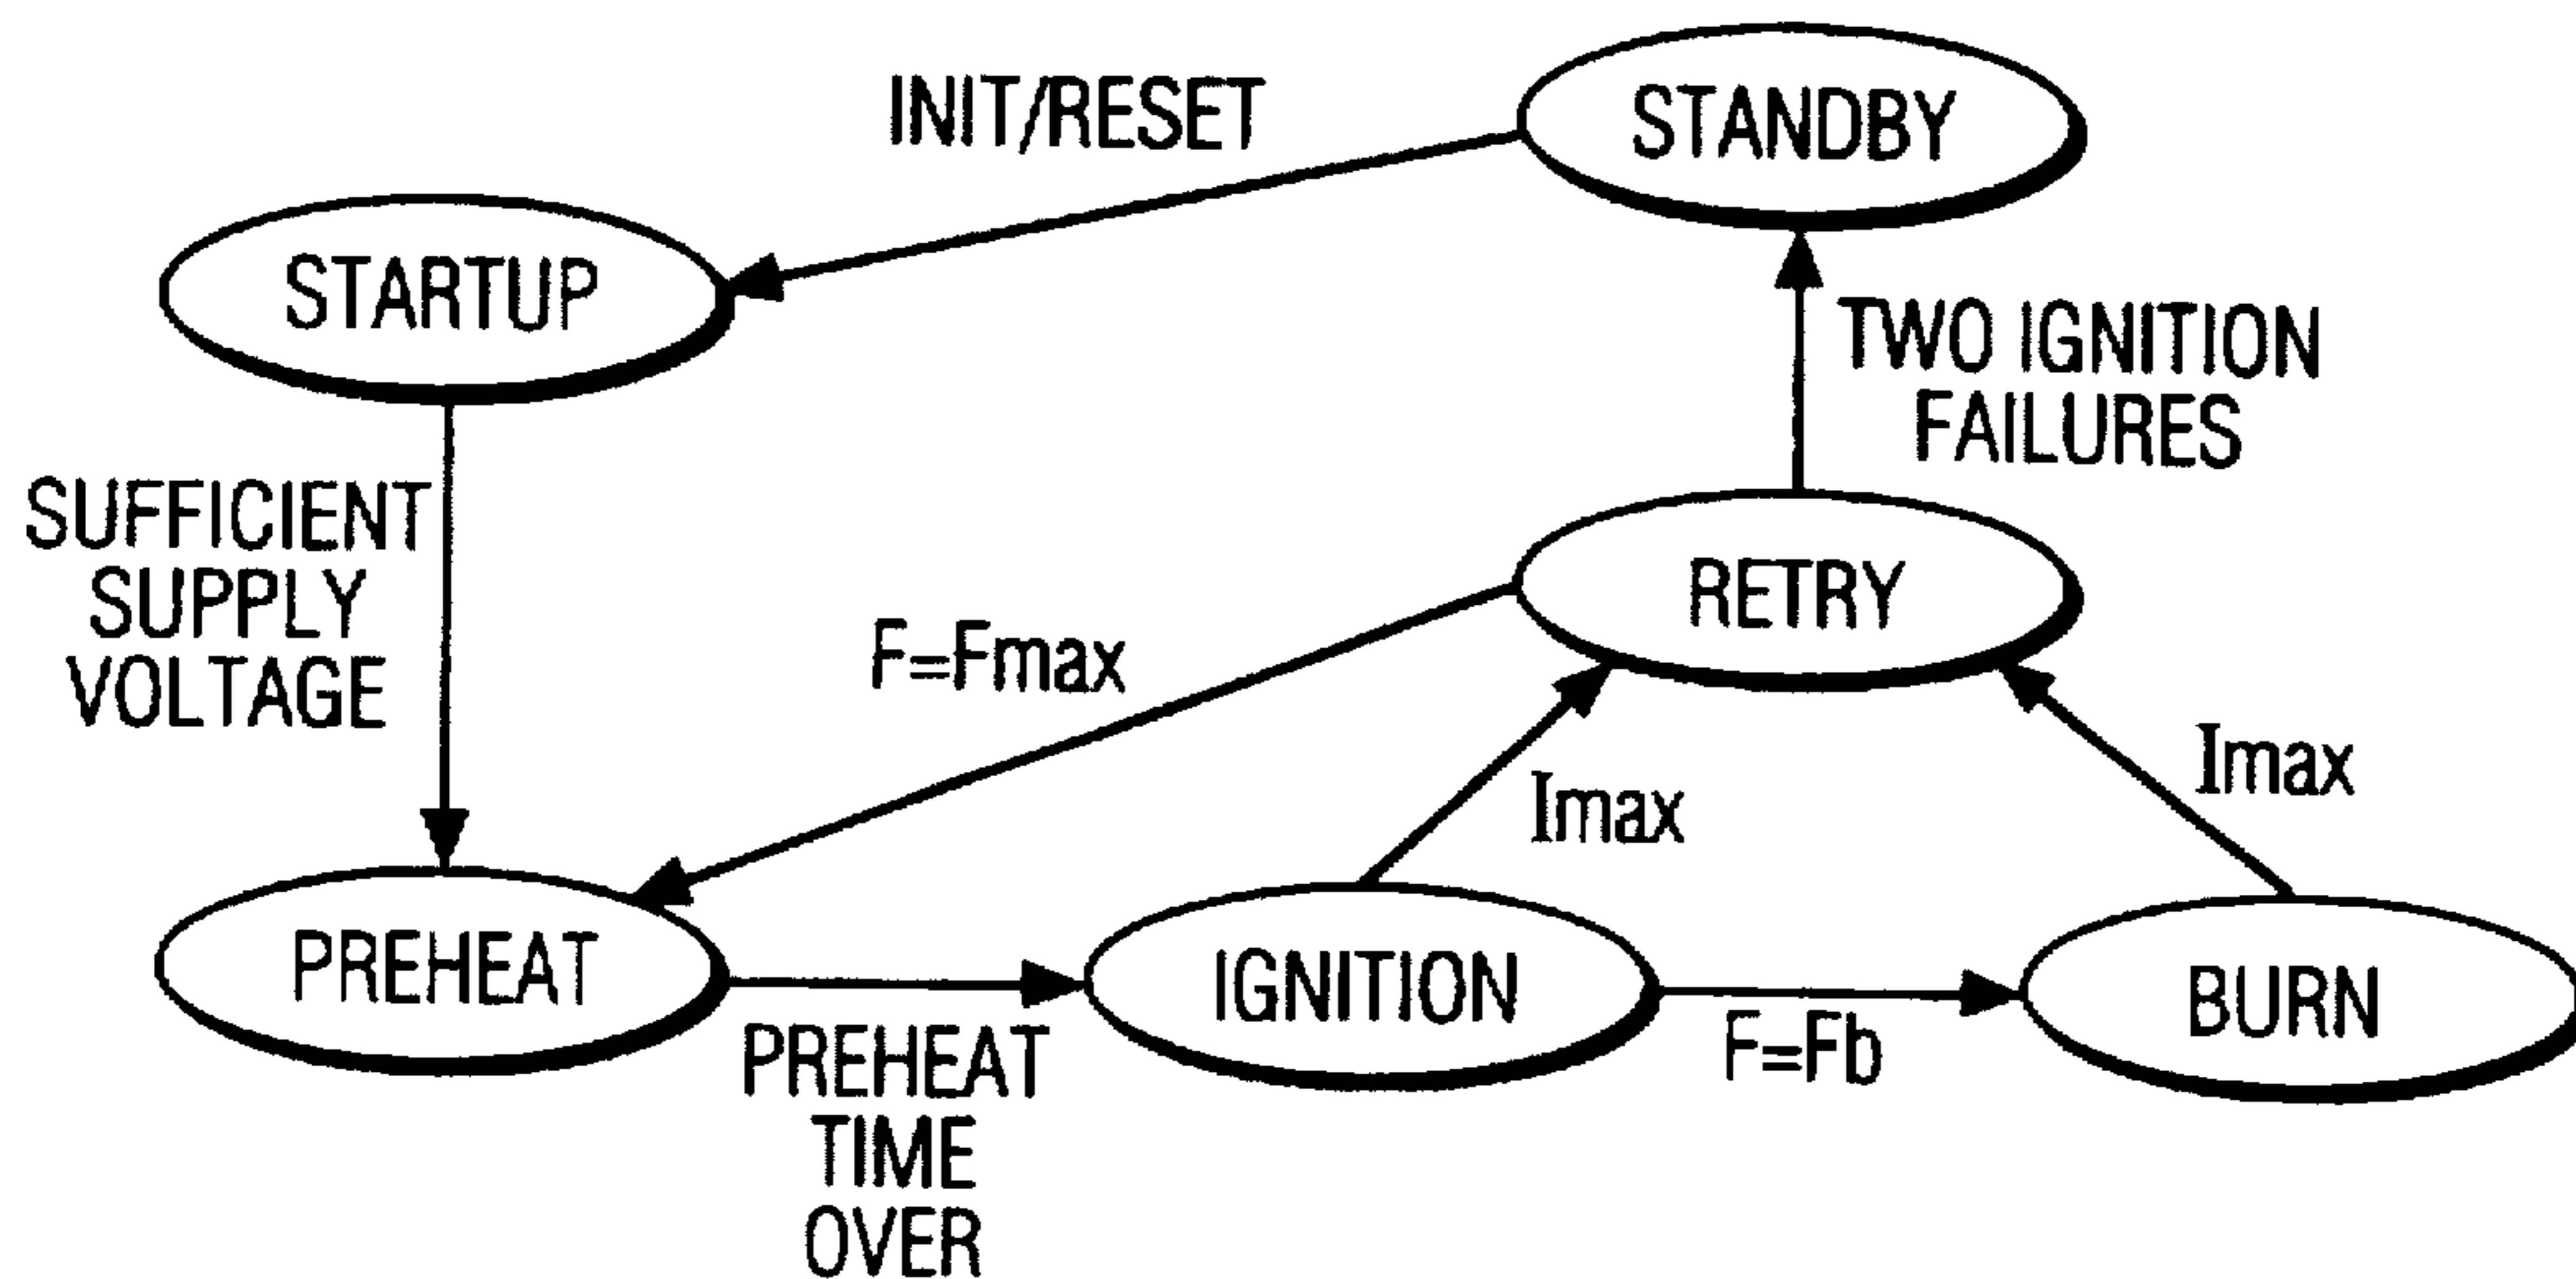 INIT/RESET
STANDBY
STARTUP
TWO IGNITION
FAILURES
SUFFICIENT
SUPPLY
VOLTAGE
RETRY
F=Fmax
Imax
Imax
PREHEAT
IGNITION
BURN
F=Fb
PREHEAT
TIME
OVER